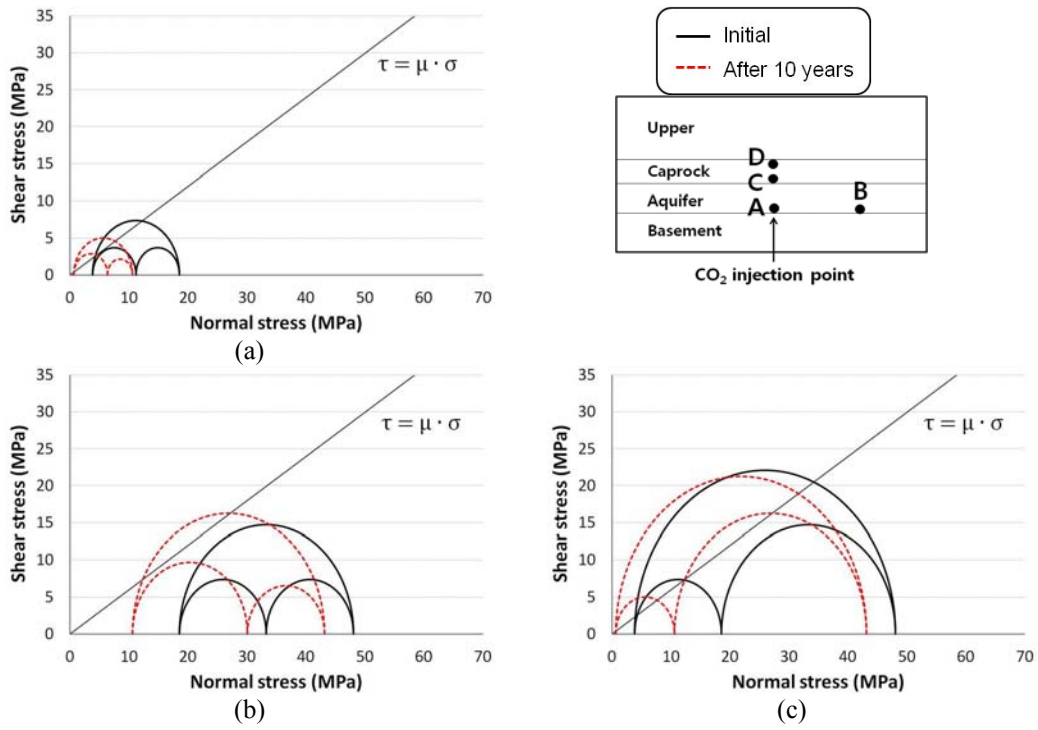 35
30
25
20
15
10
5
0
Shear stress (MPa)
τ = μ · σ
0 10 20 30 40 50 60 70
Normal stress (MPa)
(a)
Initial
After 10 years
Upper
D
Caprock
C
B
Aquifer
A
Basement
CO₂ injection point
35
30
25
20
15
10
5
0
Shear stress (MPa)
τ = μ · σ
0 10 20 30 40 50 60 70
Normal stress (MPa)
(b)
35
30
25
20
15
10
5
0
Shear stress (MPa)
τ = μ · σ
0 10 20 30 40 50 60 70
Normal stress (MPa)
(c)